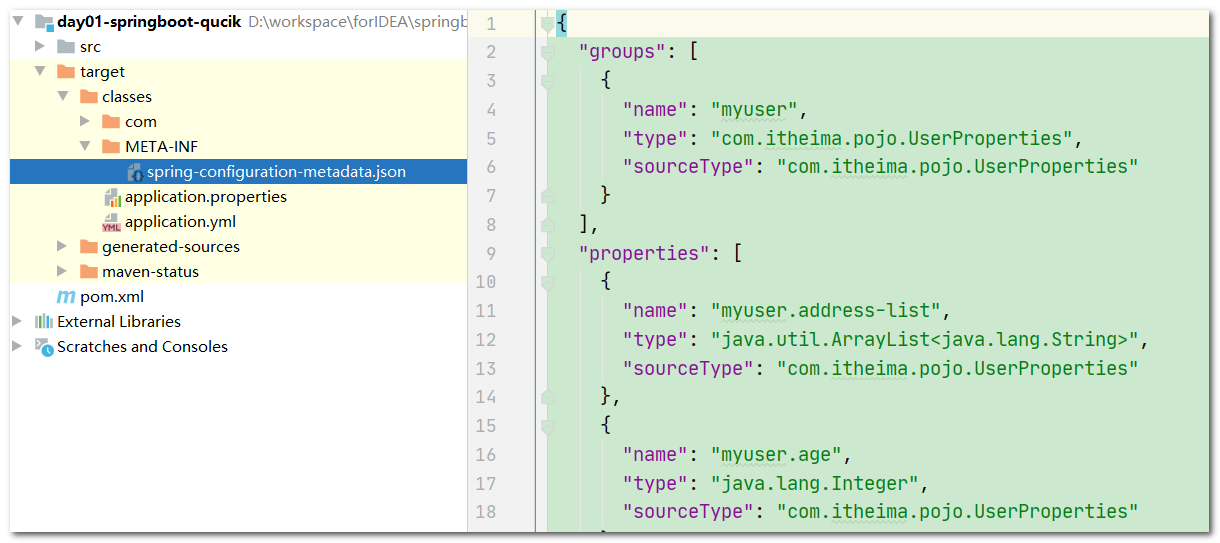 day01-springboot-qucik D:\workspace\forIDEA\springb
src
target
classes
com
META-INF
spring-configuration-metadata.json
application.properties
application.yml
generated-sources
maven-status
pom.xml
External Libraries
Scratches and Consoles
1 {
2 "groups": [
3 {
4 "name": "myuser",
5 "type": "com.itheima.pojo.UserProperties",
6 "sourceType": "com.itheima.pojo.UserProperties"
7 }
8 ],
9 "properties": [
10 {
11 "name": "myuser.address-list",
12 "type": "java.util.ArrayList<java.lang.String>",
13 "sourceType": "com.itheima.pojo.UserProperties"
14 },
15 {
16 "name": "myuser.age",
17 "type": "java.lang.Integer",
18 "sourceType": "com.itheima.pojo.UserProperties"